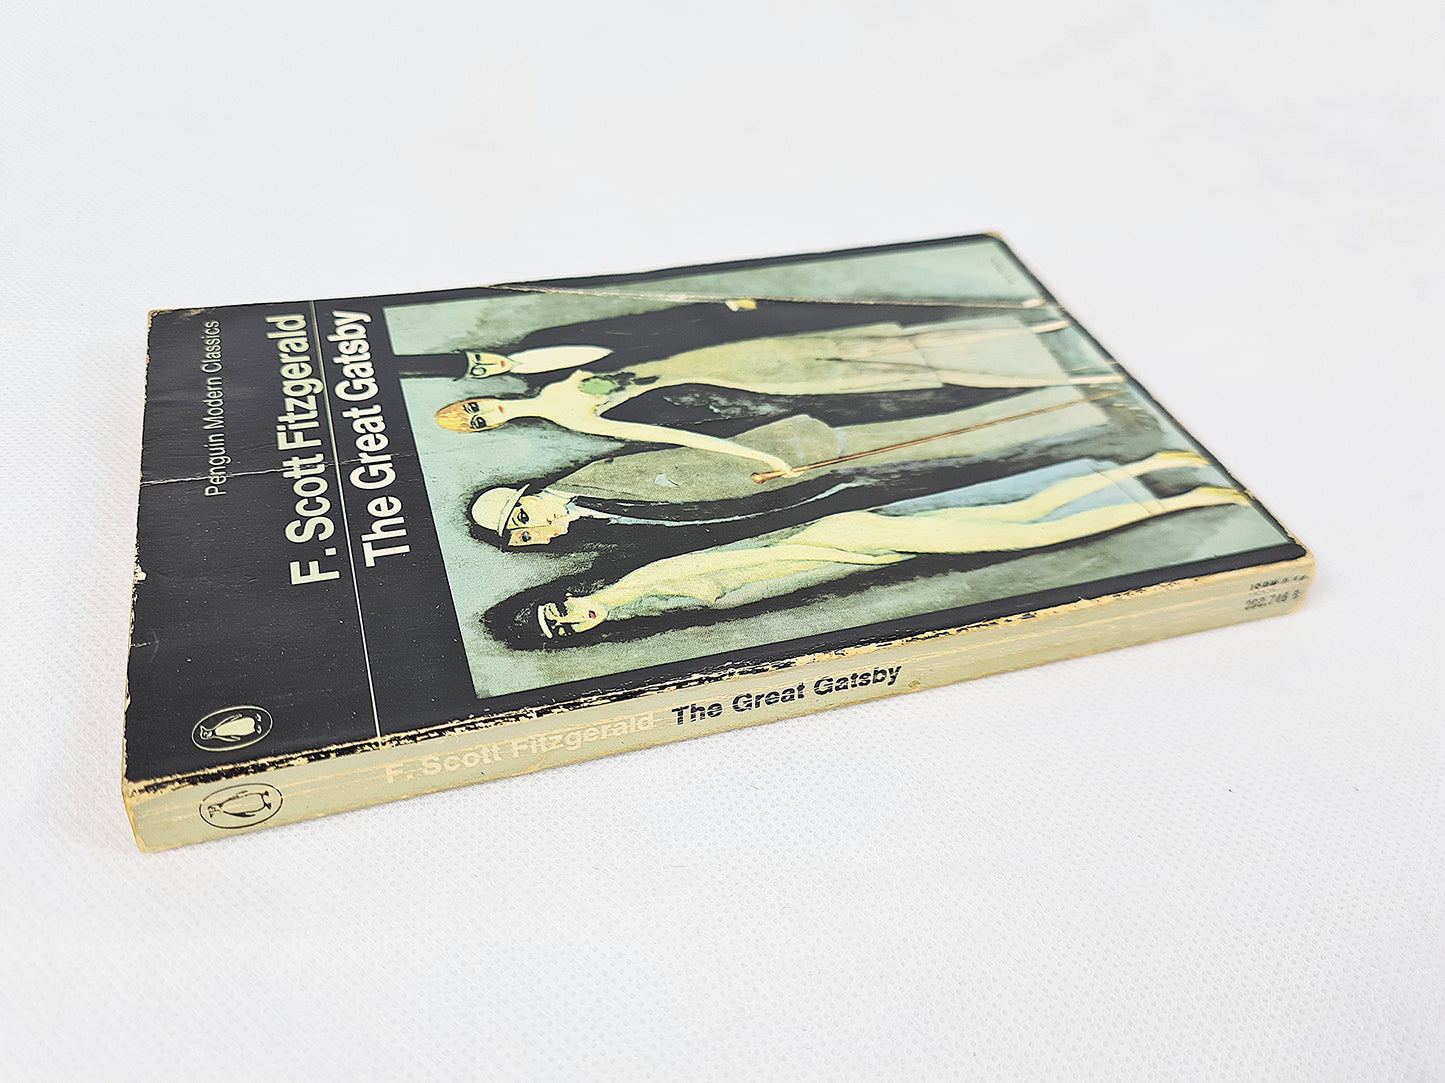 Penguin Modern Classics
F. Scott Fitzgerald
The Great Gatsby
F. Scott Fitzgerald The Great Gatsby